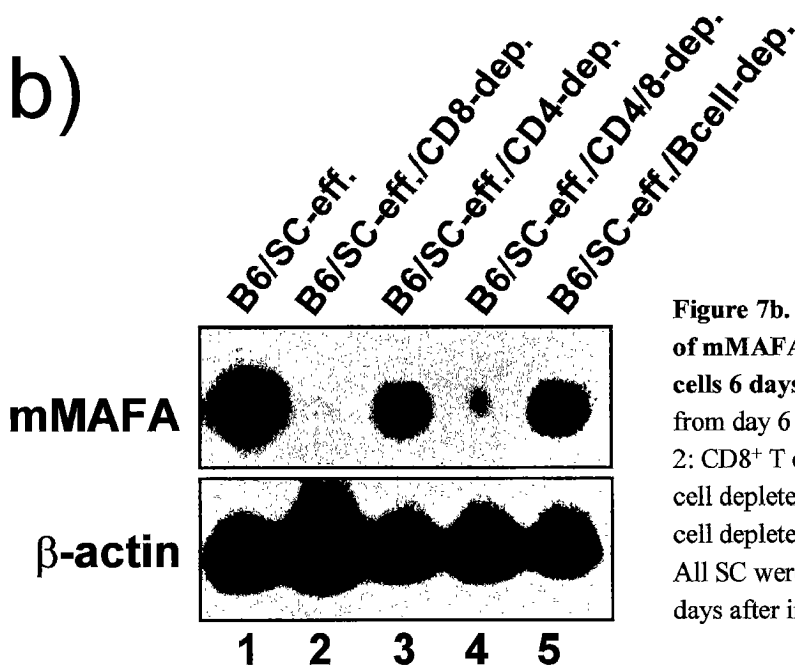 b)
B6/SC-eff.
B6/SC-eff./CD8-dep.
B6/SC-eff./CD4-dep.
B6/SC-eff./CD4/8-dep.
B6/SC-eff./Bcell-dep.
mMAFA
β-actin
1 2 3 4 5
Figure 7b.
of mMAFA
cells 6 days
from day 6
2: CD8⁺ T
cell deplete
cell deplete
All SC wer
days after i